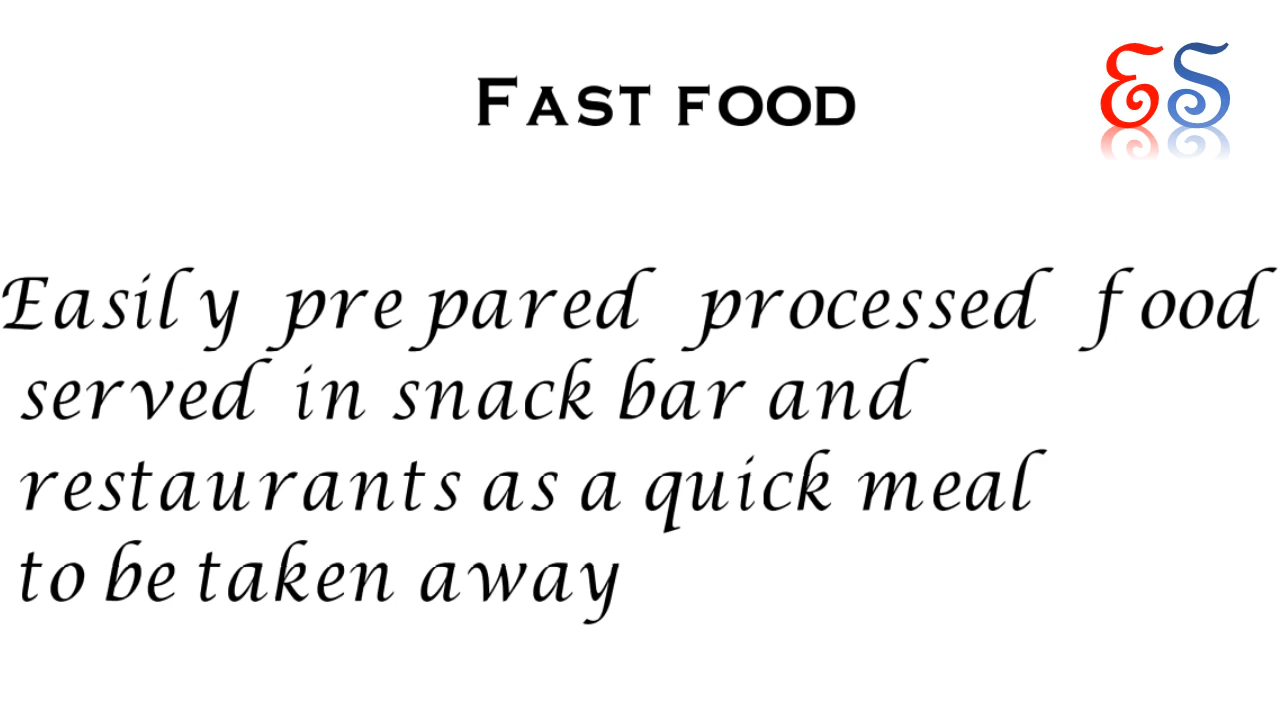 Fast food
ES
Easily prepared processed food
served in snack bar and
restaurants as a quick meal
to be taken away